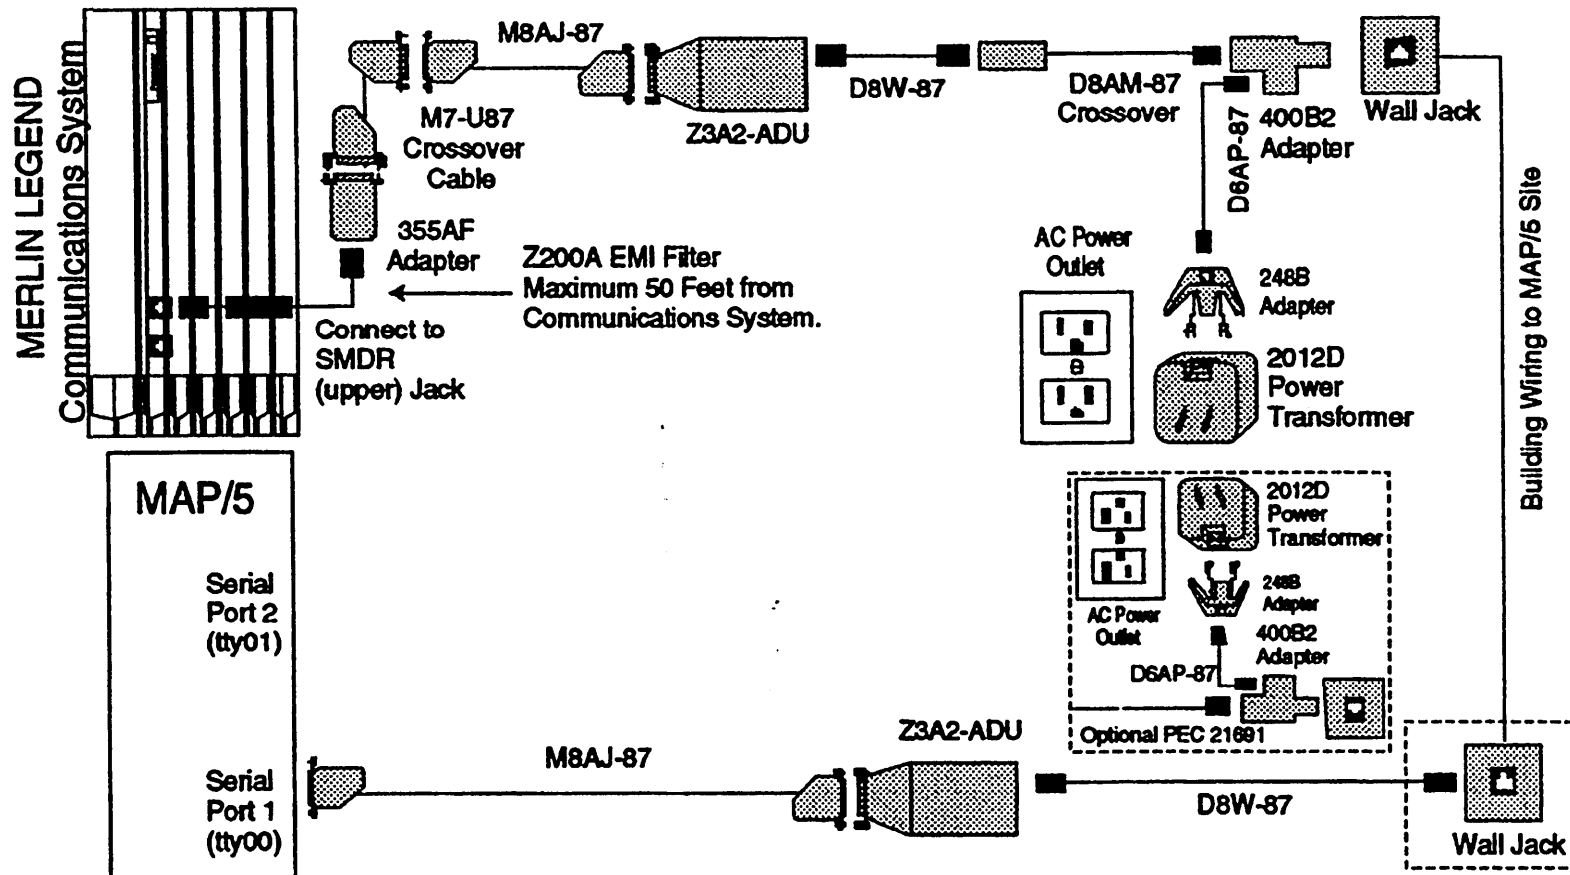 MERLIN LEGEND
Communications System
M8AJ-87
M7-U87
Crossover
Cable
355AF
Adapter
Z200A EMI Filter
Maximum 50 Feet from
Communications System.
Connect to
SMDR
(upper) Jack
Z3A2-ADU
D8W-87
D8AM-87
Crossover
D6AP-87
400B2
Adapter
Wall Jack
AC Power
Outlet
248B
Adapter
2012D
Power
Transformer
Building Wiring to MAP/5 Site
MAP/5
Serial
Port 2
(tty01)
Serial
Port 1
(tty00)
M8AJ-87
Z3A2-ADU
D8W-87
Wall Jack
2012D
Power
Transformer
AC Power
Outlet
248B
Adapter
400B2
Adapter
D6AP-87
Optional PEC 21691